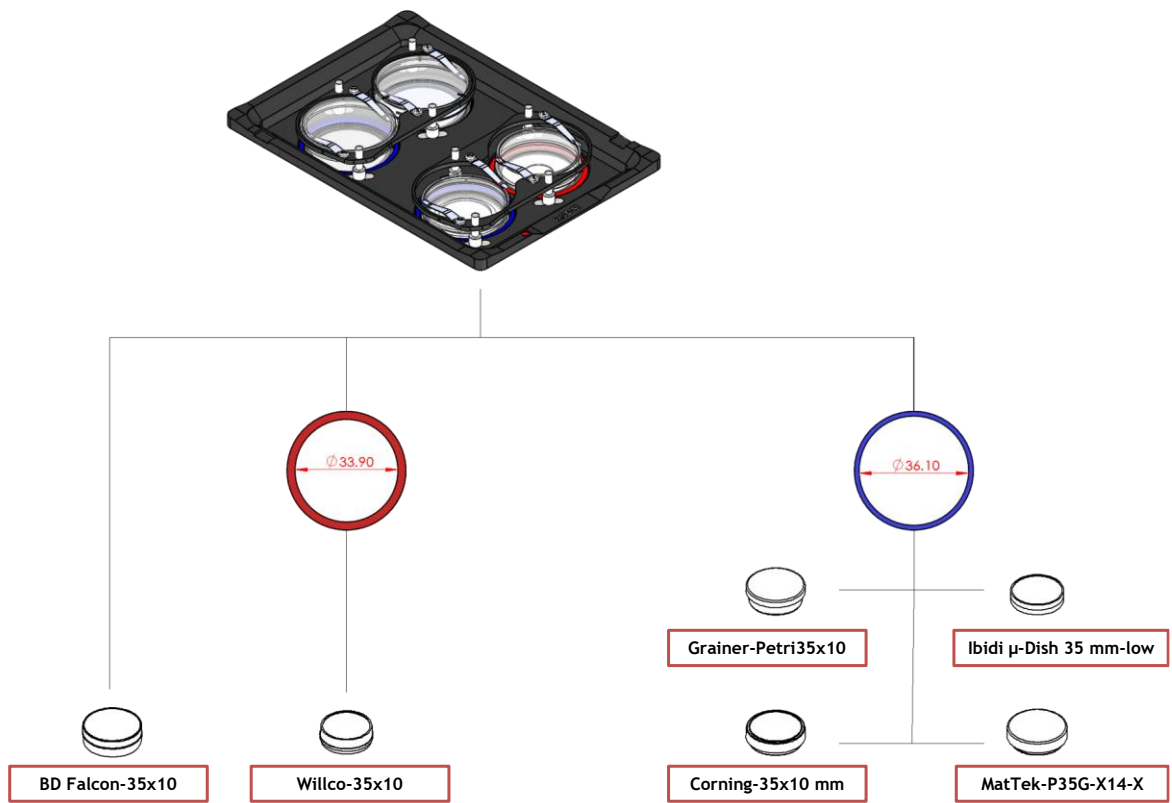 Ø33.90
Ø36.10
Grainer-Petri35x10
Ibidi µ-Dish 35 mm-low
BD Falcon-35x10
Willco-35x10
Corning-35x10 mm
MatTek-P35G-X14-X